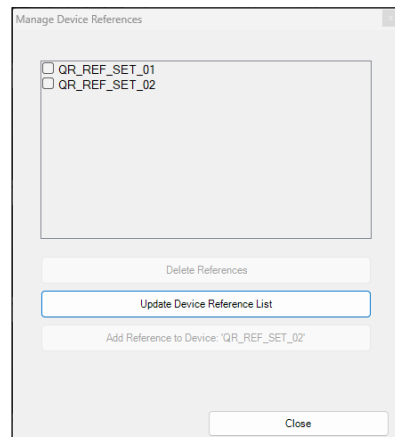 Manage Device References
QR_REF_SET_01
QR_REF_SET_02
Delete References
Update Device Reference List
Add Reference to Device: 'QR_REF_SET_02'
Close